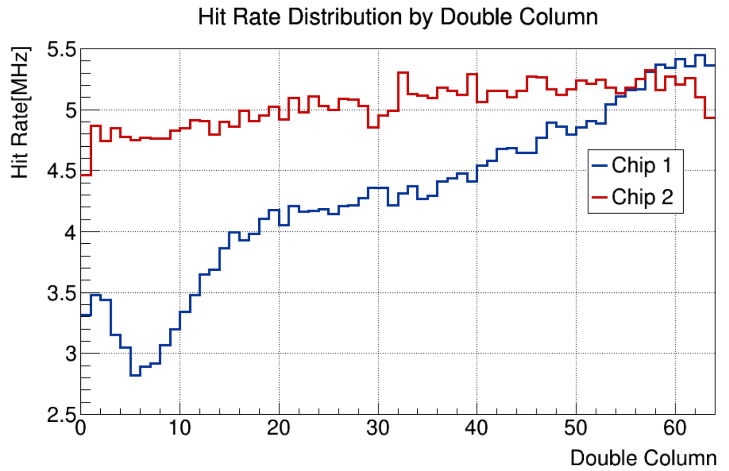 Hit Rate Distribution by Double Column
Hit Rate[MHz]
5.5
5
4.5
4
3.5
3
2.5
Chip 1
Chip 2
0 10 20 30 40 50 60
Double Column